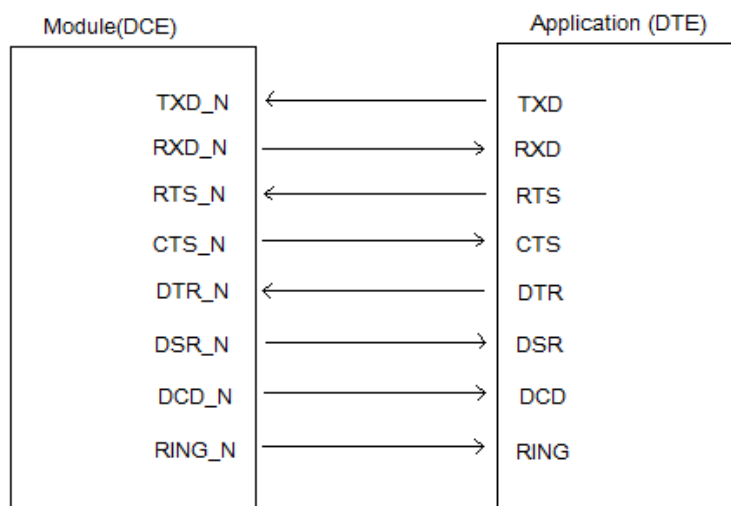 Module(DCE) Application (DTE)
TXD_N TXD
RXD_N RXD
RTS_N RTS
CTS_N CTS
DTR_N DTR
DSR_N DSR
DCD_N DCD
RING_N RING